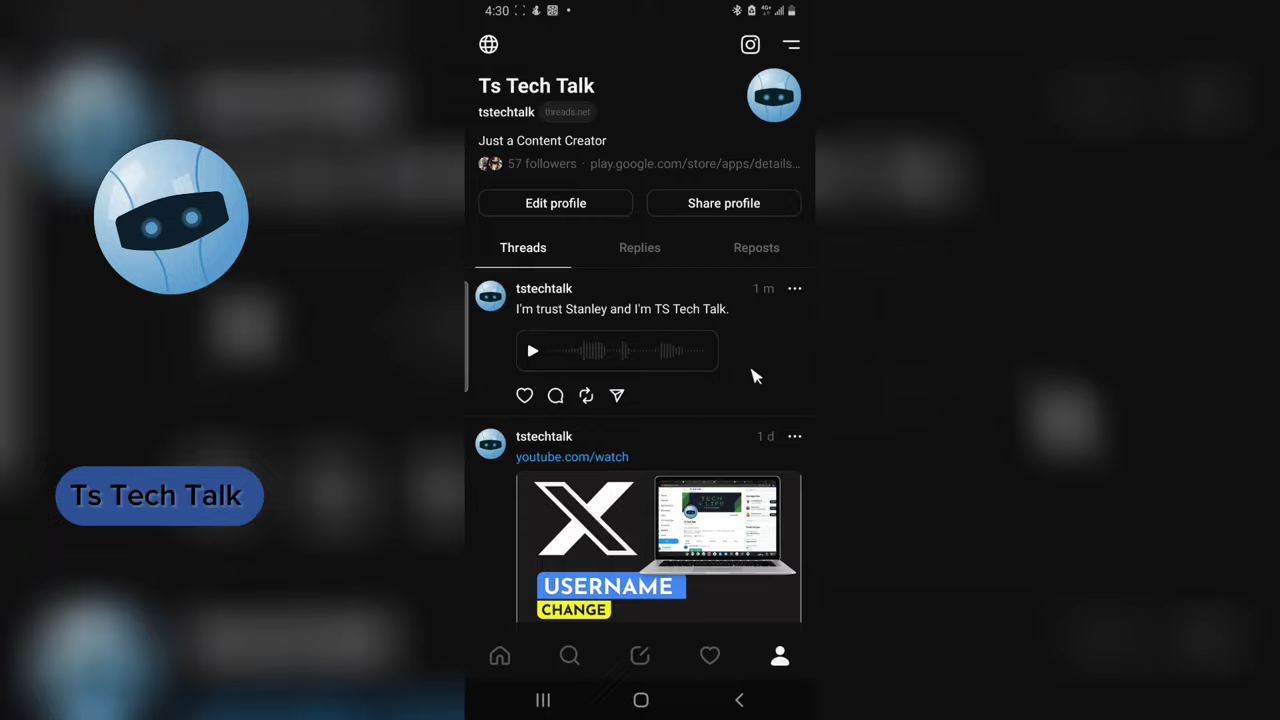 4:30
4G+
Ts Tech Talk
tstechtalk threads.net
Just a Content Creator
57 followers · play.google.com/store/apps/details...
Edit profile
Share profile
Threads
Replies
Reposts
tstechtalk
1 m
I'm trust Stanley and I'm TS Tech Talk.
tstechtalk
1 d
youtube.com/watch
TECH
USERNAME
CHANGE
Ts Tech Talk